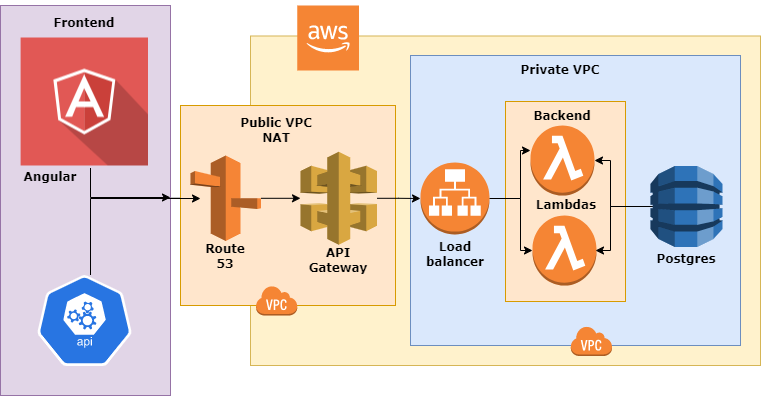 Frontend
Angular
api
aws
Public VPC
NAT
Route
53
API
Gateway
VPC
Private VPC
Load
balancer
Backend
Lambdas
Postgres
VPC